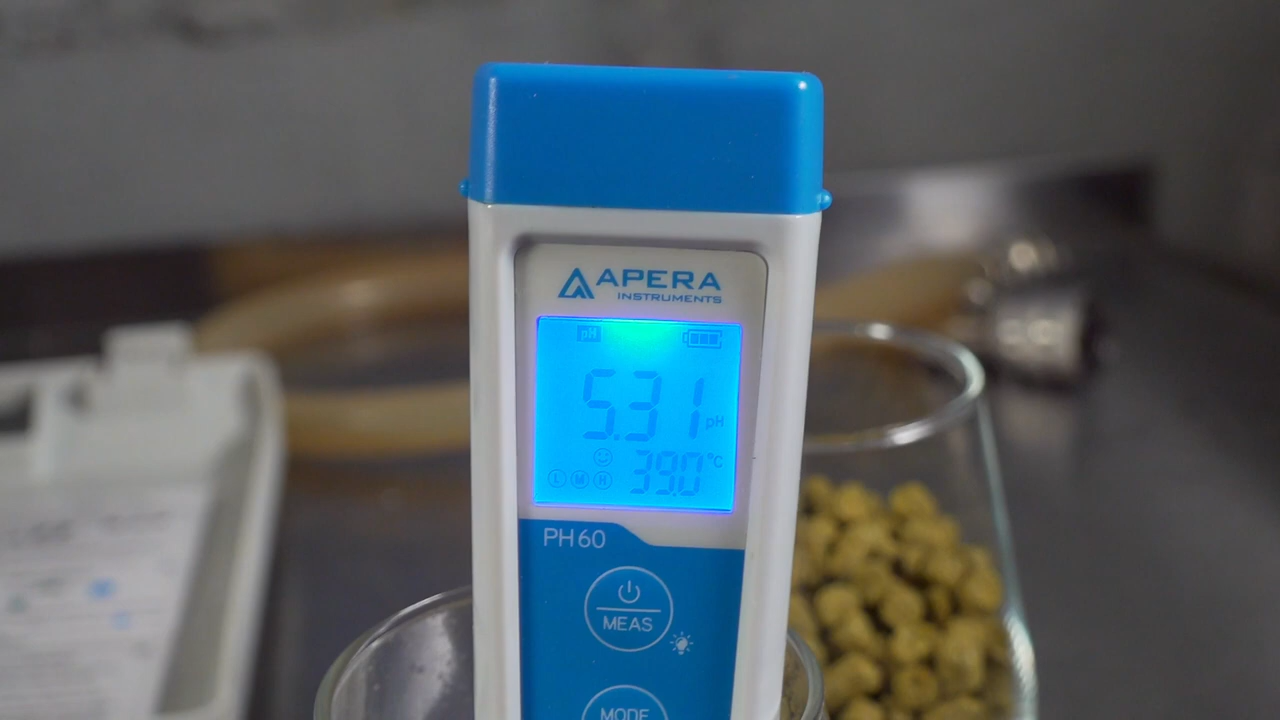 APERA
INSTRUMENTS
pH
5.31 pH
39.0 °C
L M H
PH60
MEAS
MODE